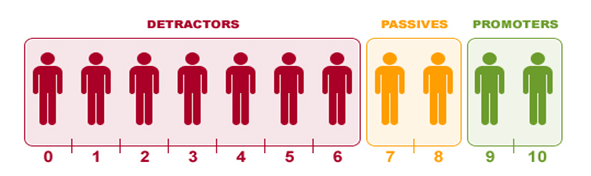 DETRACTORS PASSIVES PROMOTERS
0 1 2 3 4 5 6 7 8 9 10